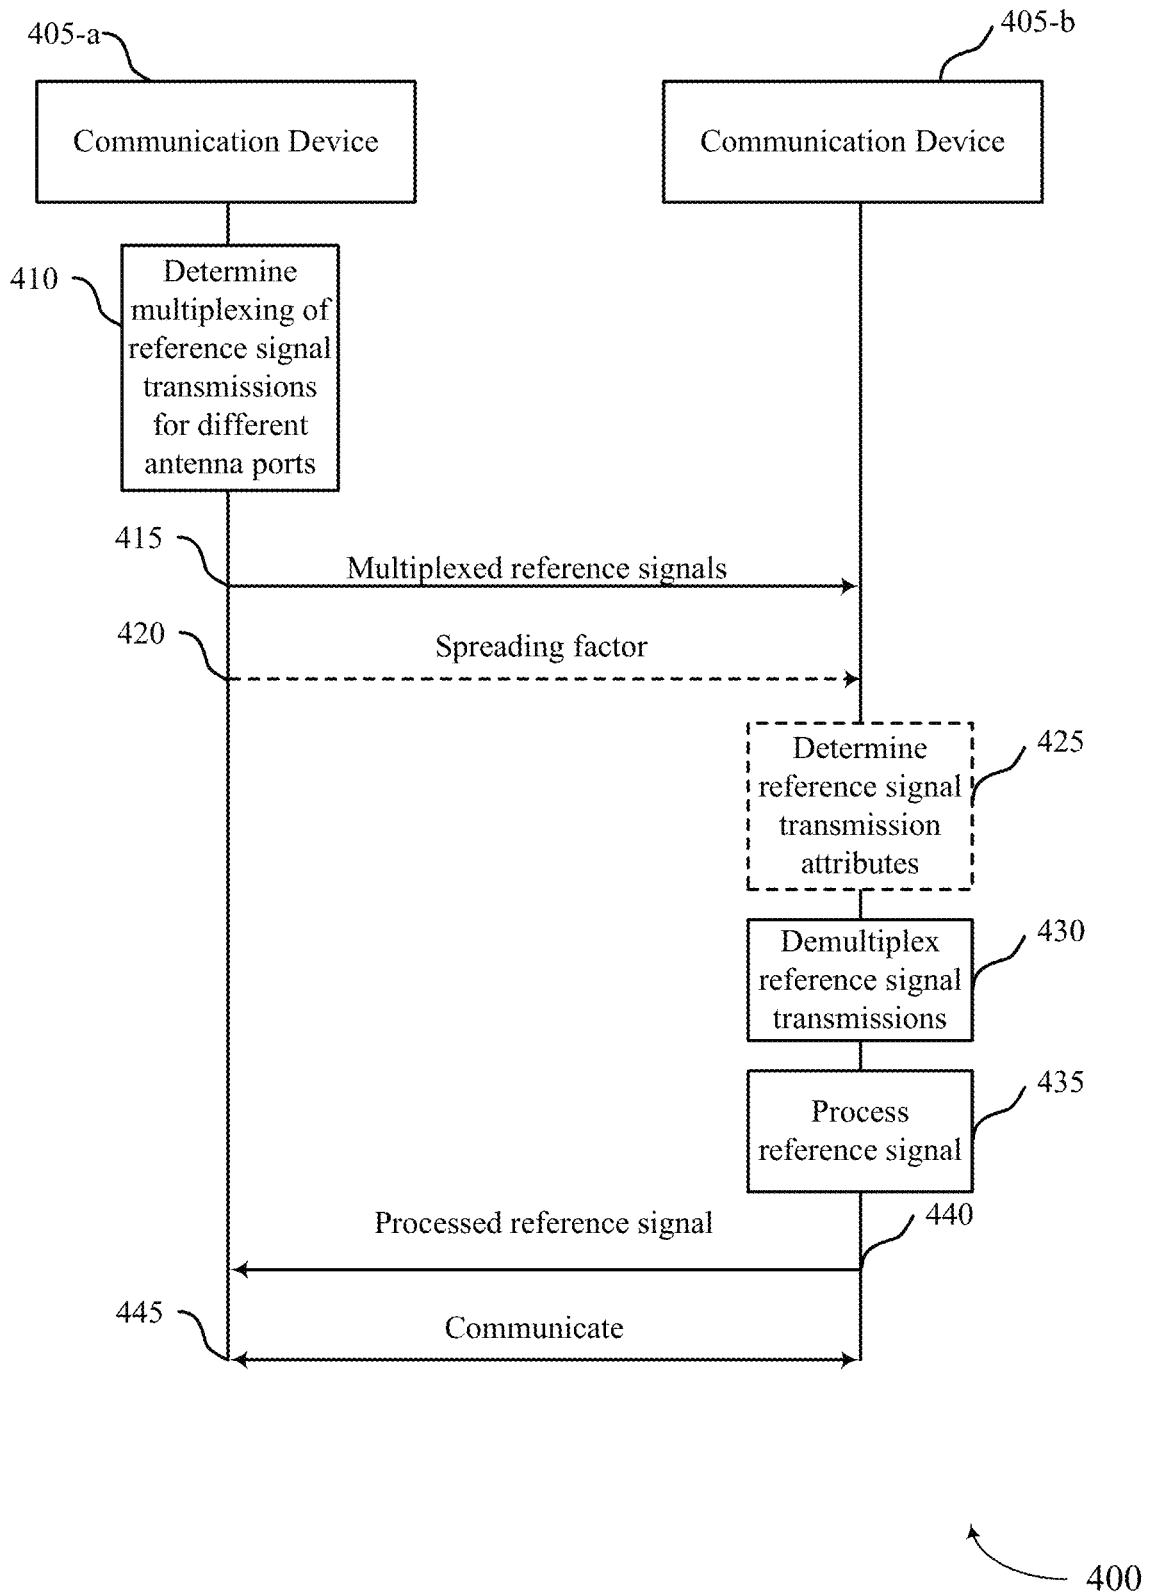 405-a
405-b
Communication Device
Communication Device
410
Determine
multiplexing of
reference signal
transmissions
for different
antenna ports
415
Multiplexed reference signals
420
Spreading factor
425
Determine
reference signal
transmission
attributes
430
Demultiplex
reference signal
transmissions
435
Process
reference signal
440
Processed reference signal
445
Communicate
400